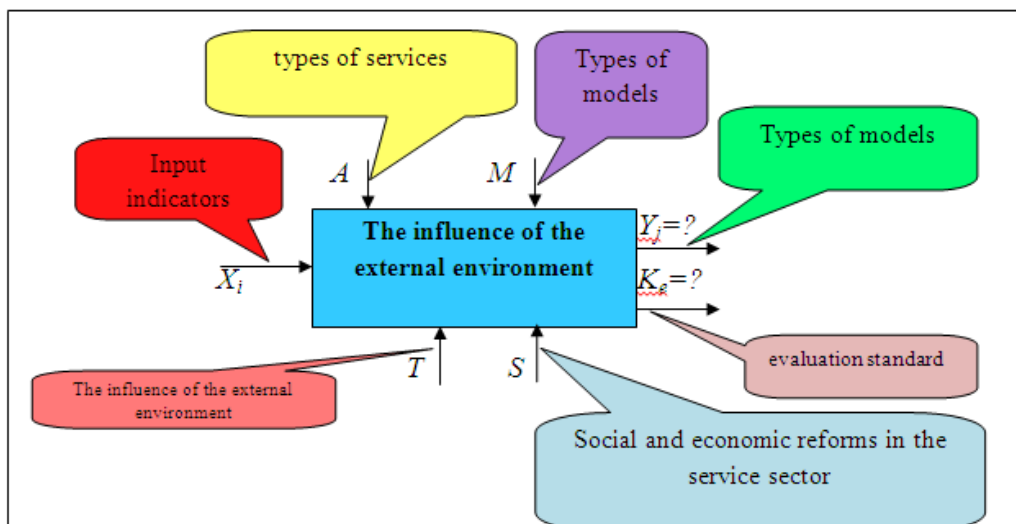 types of services
Types of
models
Types of models
Input
indicators
A
M
The influence of the
external environment
Y_j=?
X_i
K_e=?
evaluation standard
T
S
The influence of the external
environment
Social and economic reforms in the
service sector